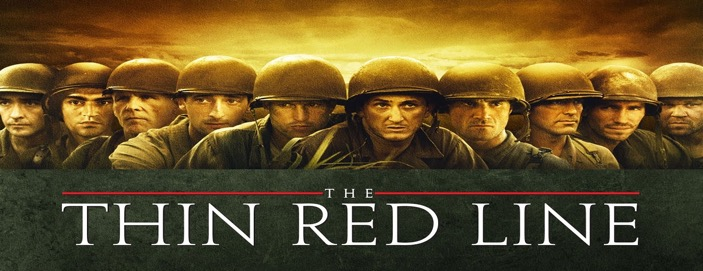 THE
THIN RED LINE